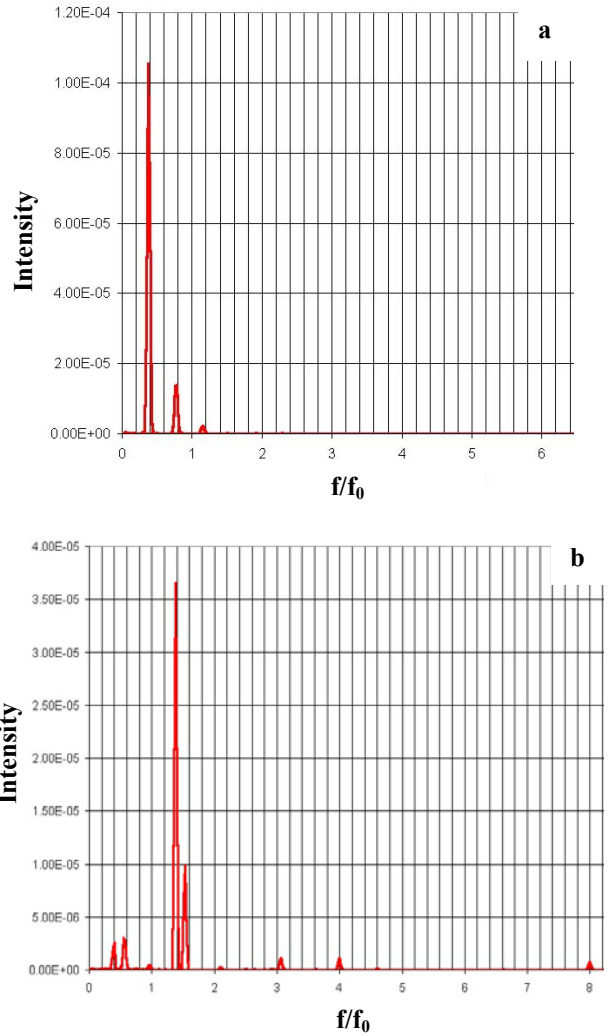 a
1.20E-04
1.00E-04
8.00E-05
6.00E-05
4.00E-05
2.00E-05
0.00E+00
Intensity
0 1 2 3 4 5 6
f/f0
b
4.00E-05
3.50E-05
3.00E-05
2.50E-05
2.00E-05
1.50E-05
1.00E-05
5.00E-06
0.00E+00
Intensity
0 1 2 3 4 5 6 7 8
f/f0